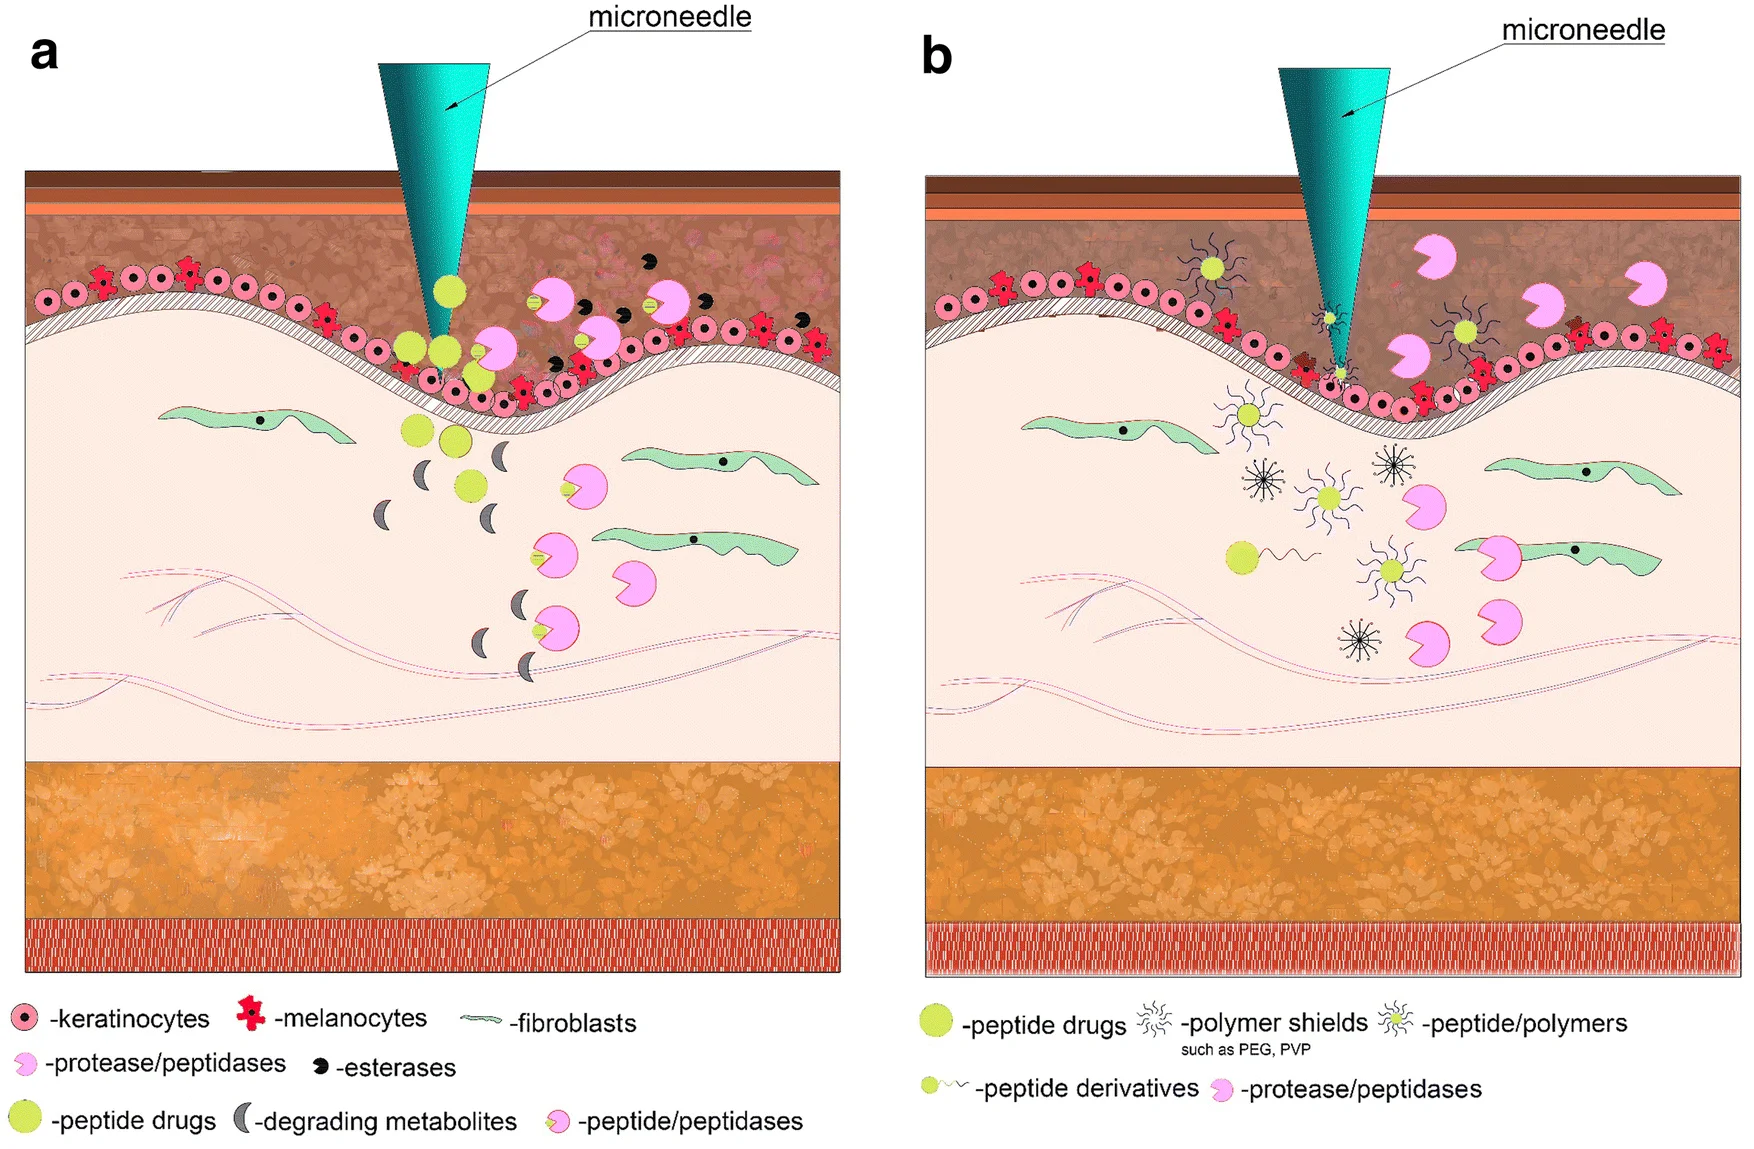 a
microneedle
b
microneedle
-keratinocytes -melanocytes -fibroblasts
-protease/peptidases -esterases
-peptide drugs -degrading metabolites -peptide/peptidases
-peptide drugs -polymer shields -peptide/polymers
such as PEG, PVP
-peptide derivatives -protease/peptidases